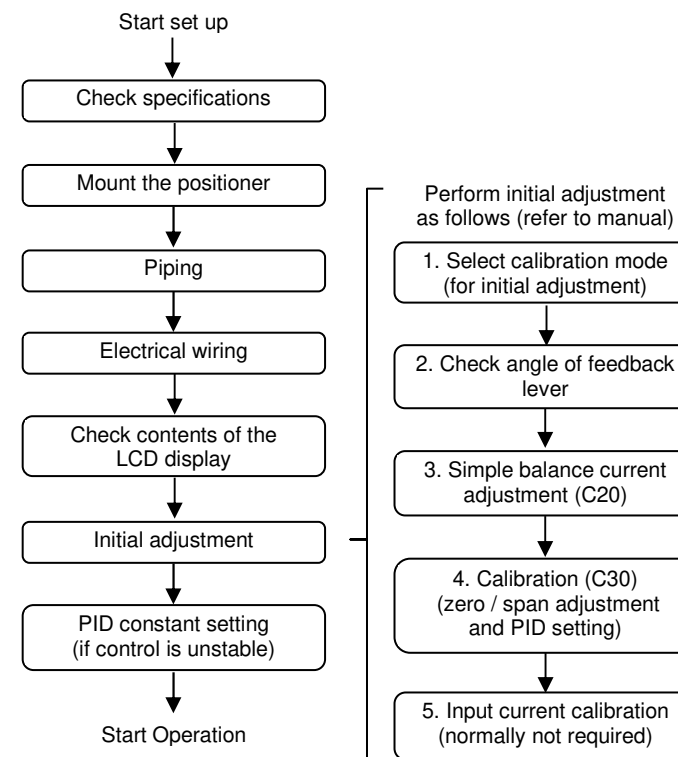 Start set up
Check specifications
Mount the positioner
Piping
Electrical wiring
Check contents of the
LCD display
Initial adjustment
PID constant setting
(if control is unstable)
Start Operation
Perform initial adjustment
as follows (refer to manual)
1. Select calibration mode
(for initial adjustment)
2. Check angle of feedback
lever
3. Simple balance current
adjustment (C20)
4. Calibration (C30)
(zero / span adjustment
and PID setting)
5. Input current calibration
(normally not required)